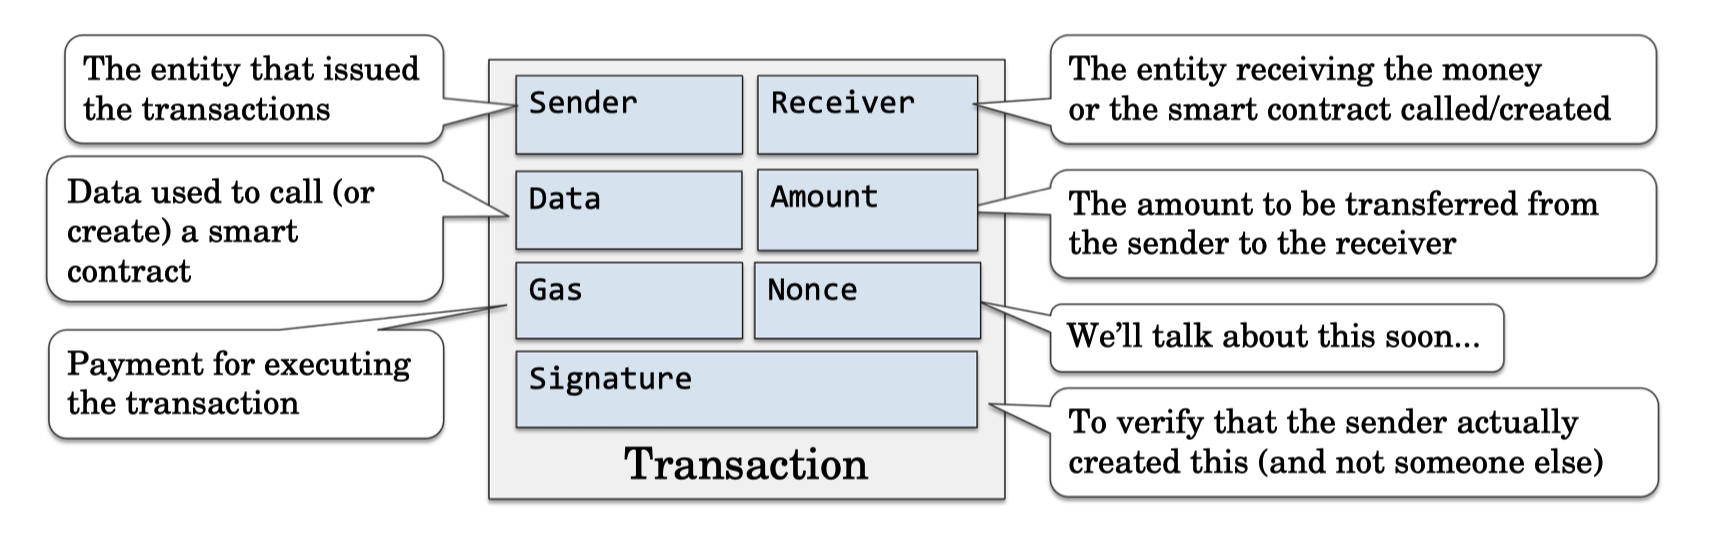 The entity that issued
the transactions
Sender
Receiver
The entity receiving the money
or the smart contract called/created
Data used to call (or
create) a smart
contract
Data
Amount
The amount to be transferred from
the sender to the receiver
Gas
Nonce
We’ll talk about this soon...
Payment for executing
the transaction
Signature
To verify that the sender actually
created this (and not someone else)
Transaction